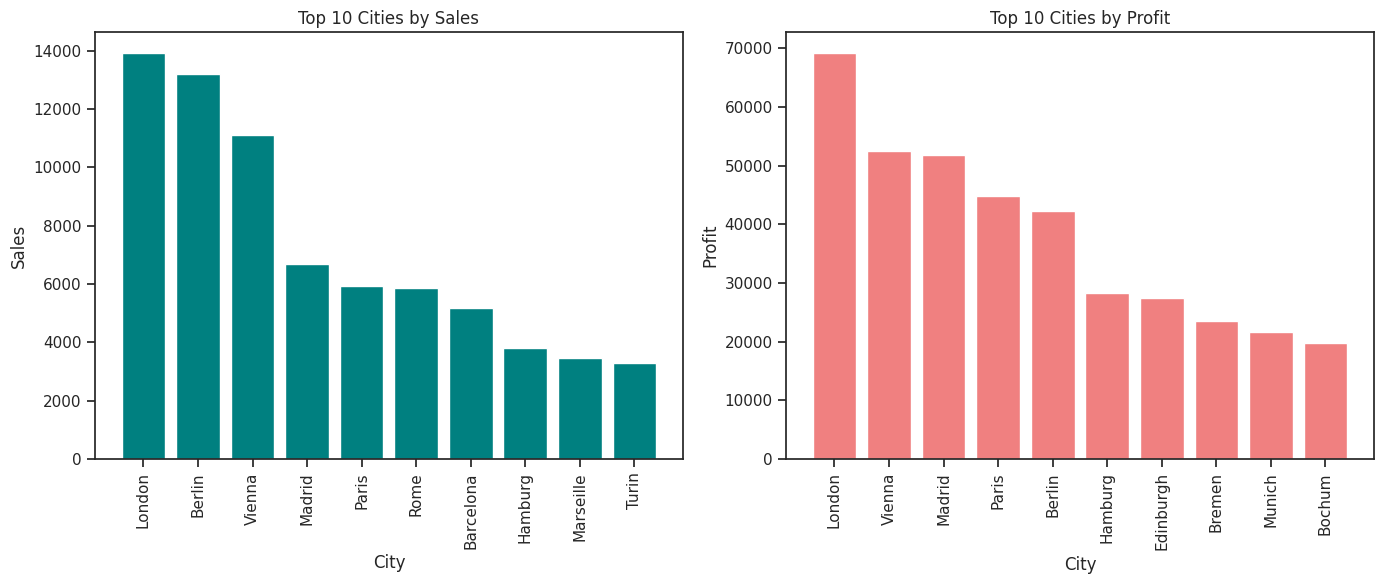 Top 10 Cities by Sales
14000
12000
10000
8000
6000
4000
2000
0
Sales
London
Berlin
Vienna
Madrid
Paris
Rome
Barcelona
Hamburg
Marseille
Turin
City
Top 10 Cities by Profit
70000
60000
50000
40000
30000
20000
10000
0
Profit
London
Vienna
Madrid
Paris
Berlin
Hamburg
Edinburgh
Bremen
Munich
Bochum
City